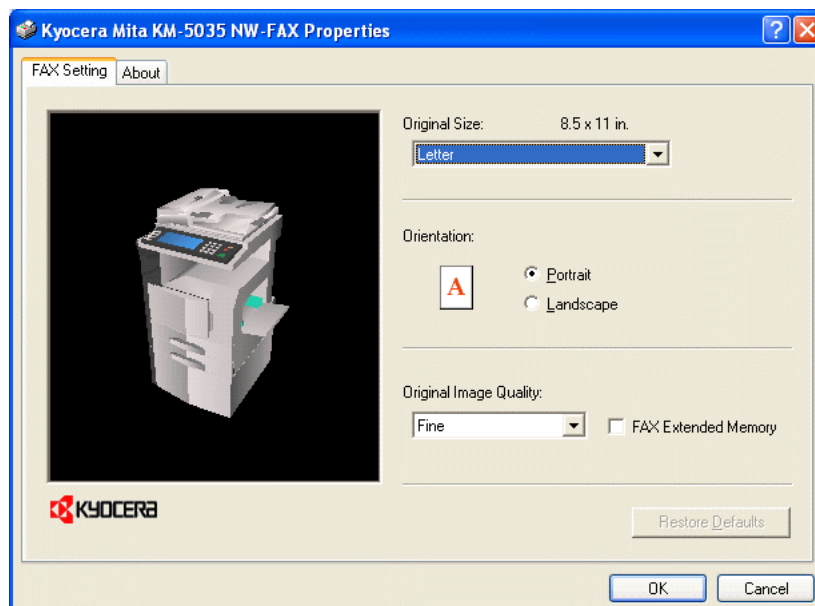 Kyocera Mita KM-5035 NW-FAX Properties
FAX Setting
About
Original Size:
8.5 x 11 in.
Letter
Orientation:
A
Portrait
Landscape
Original Image Quality:
Fine
FAX Extended Memory
KYOCERA
Restore Defaults
OK
Cancel